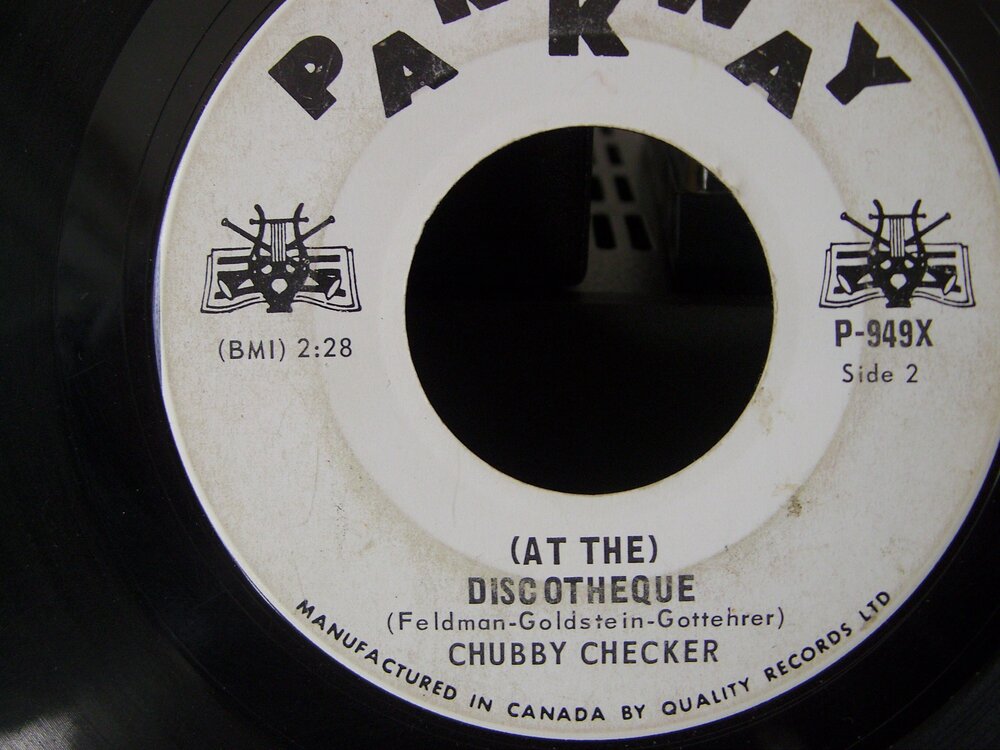 PARKWAY
(BMI) 2:28
P-949X
Side 2
(AT THE)
DISCOTHEQUE
(Feldman-Goldstein-Gottehrer)
CHUBBY CHECKER
MANUFACTURED IN CANADA BY QUALITY RECORDS LTD